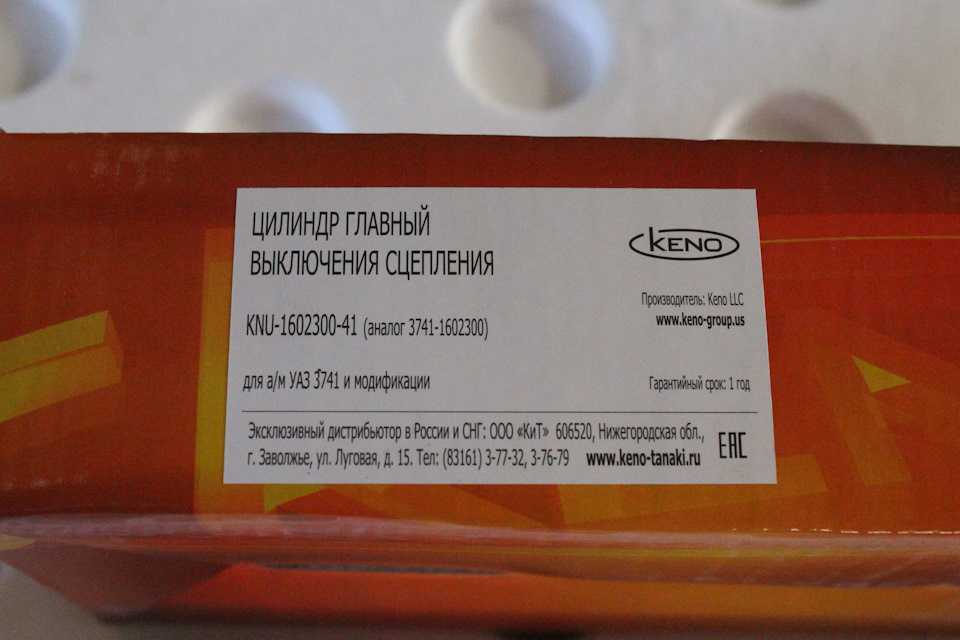 ЦИЛИНДР ГЛАВНЫЙ
ВЫКЛЮЧЕНИЯ СЦЕПЛЕНИЯ
KENO
KNU-1602300-41 (аналог 3741-1602300)
Производитель: Keno LLC
www.keno-group.us
для а/м УАЗ 3741 и модификации
Гарантийный срок: 1 год
Эксклюзивный дистрибьютор в России и СНГ: ООО «КиТ» 606520, Нижегородская обл.,
г. Заволжье, ул. Луговая, д. 15. Тел: (83161) 3-77-32, 3-76-79 www.keno-tanaki.ru
EAC